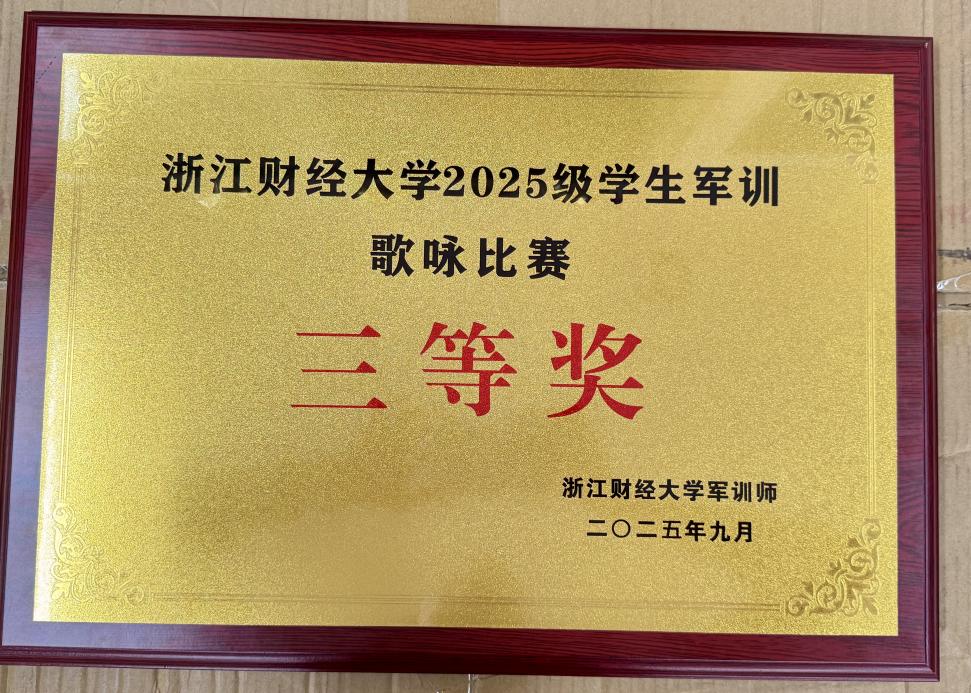 浙江财经大学2025级学生军训
歌咏比赛
三等奖
浙江财经大学军训师
二〇二五年九月